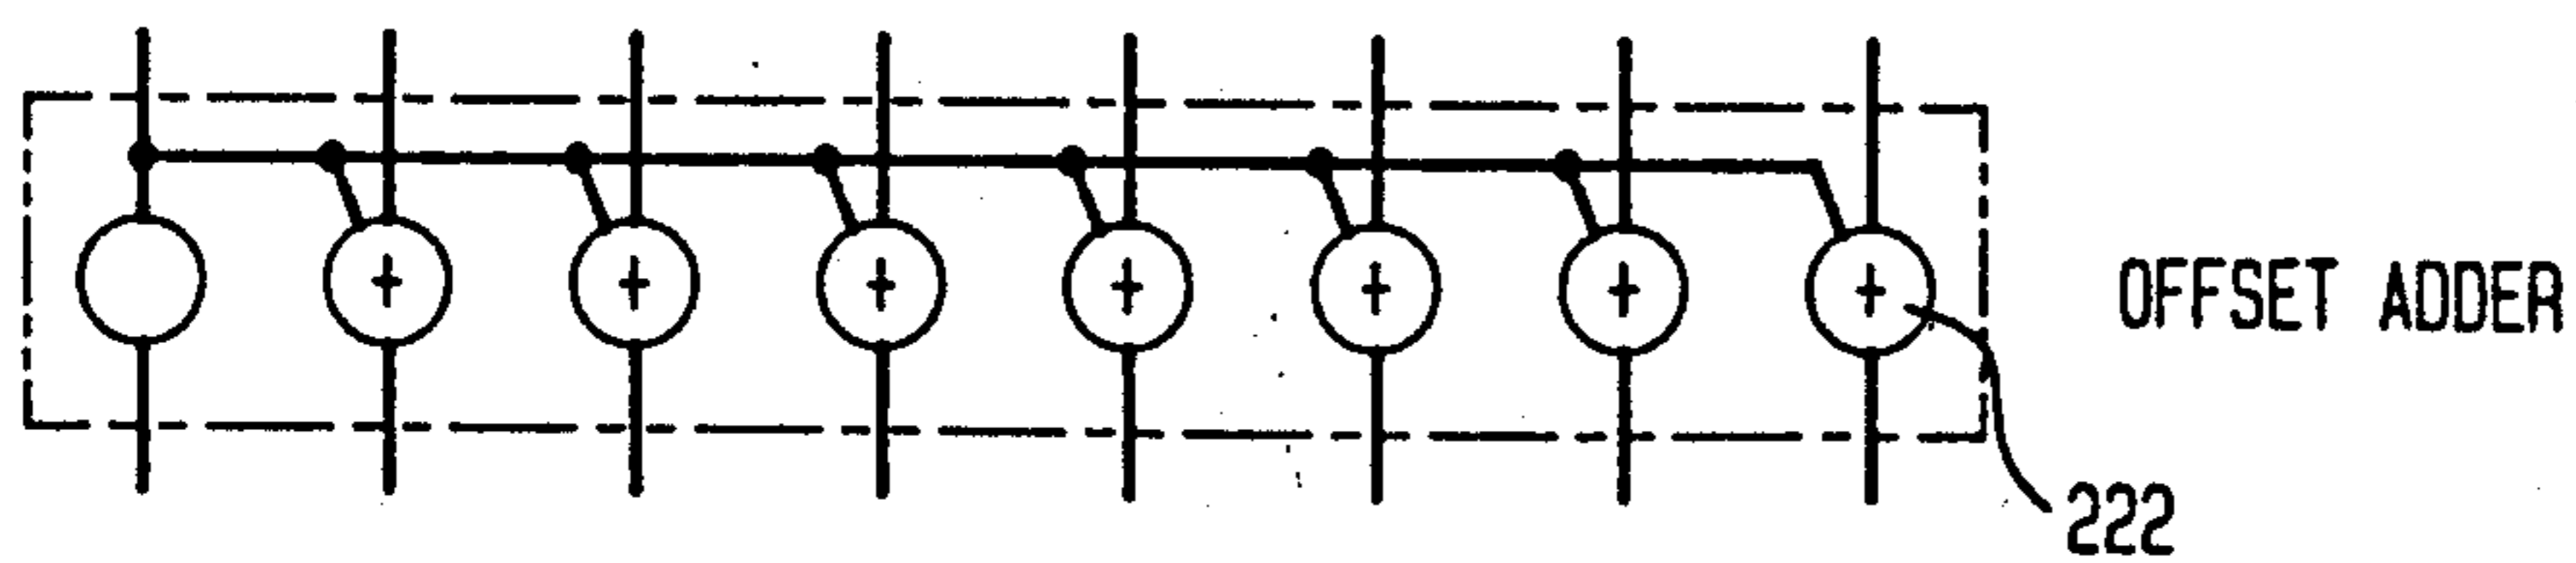 + + + + + + +
OFFSET ADDER
222